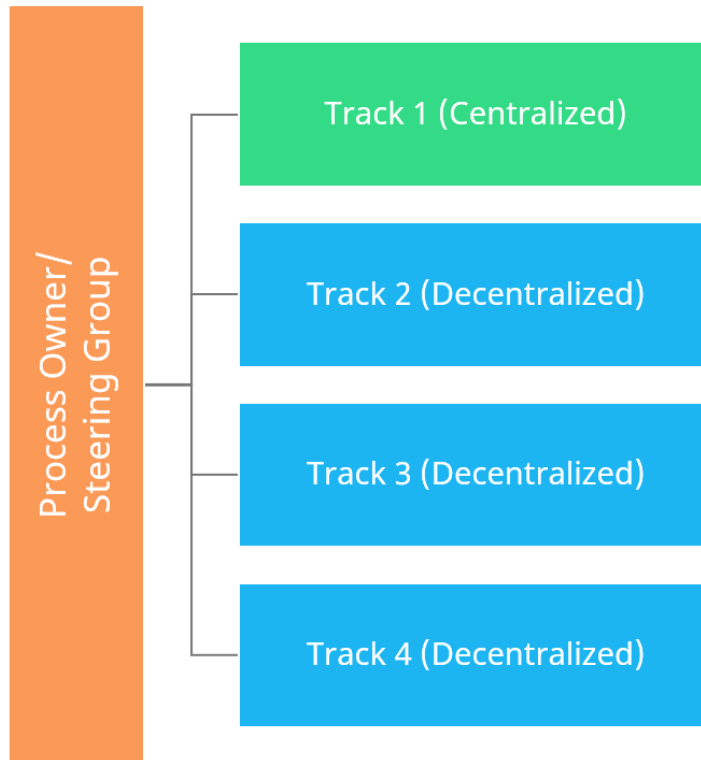 Process Owner/
Steering Group
Track 1 (Centralized)
Track 2 (Decentralized)
Track 3 (Decentralized)
Track 4 (Decentralized)